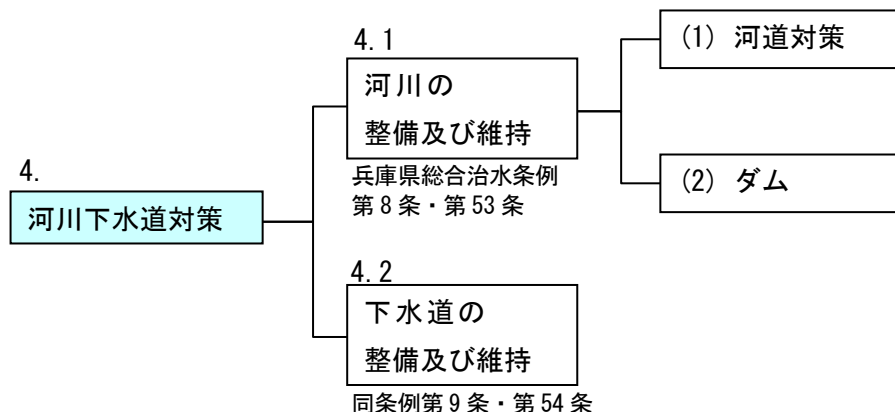 4.
河川下水道対策
4.1
河川の
整備及び維持
兵庫県総合治水条例
第8条・第53条
(1) 河道対策
(2) ダム
4.2
下水道の
整備及び維持
同条例第9条・第54条